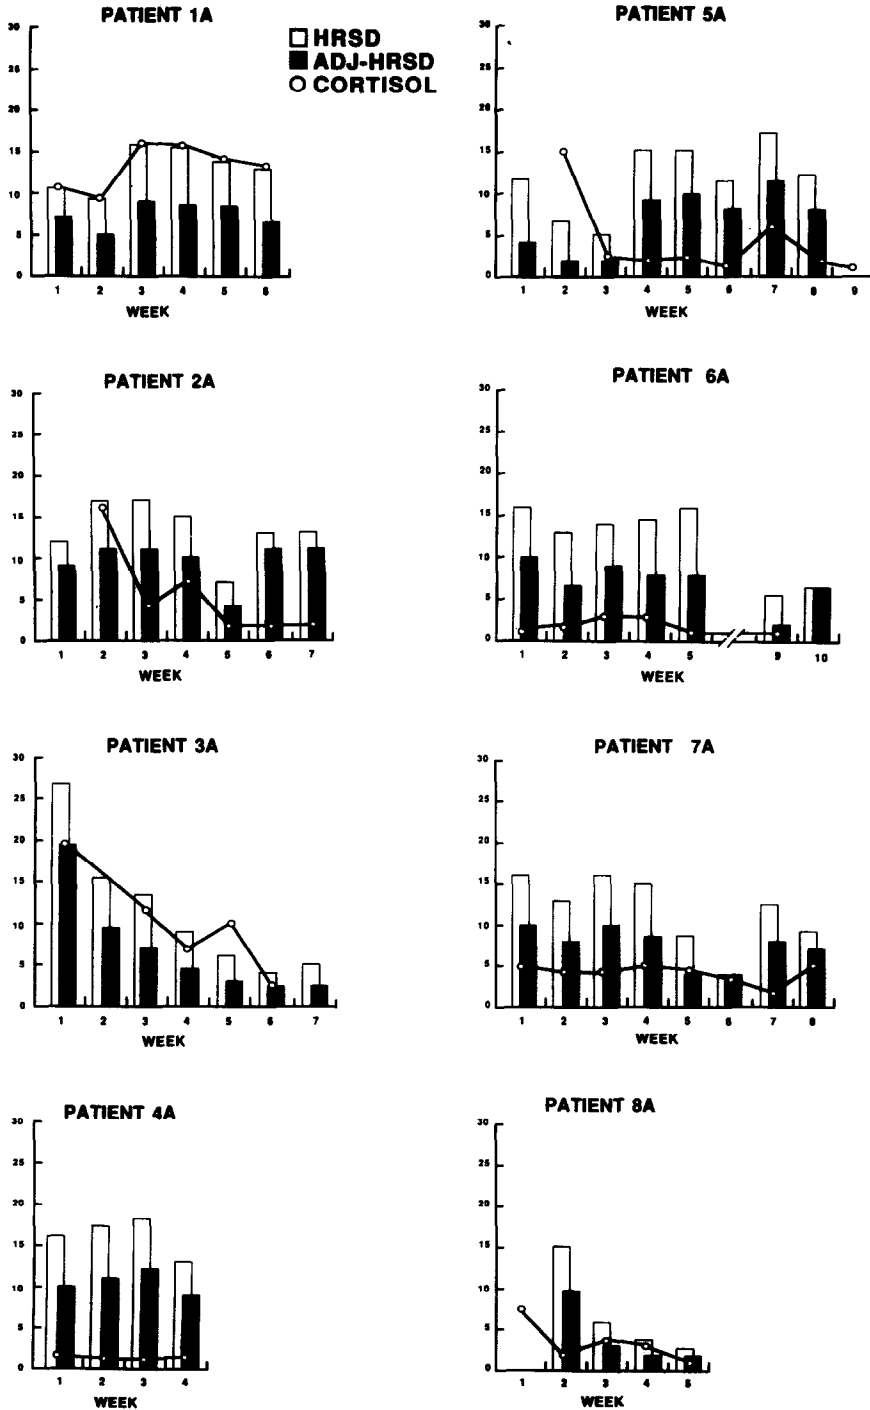 PATIENT 1A
HRSD
ADJ-HRSD
CORTISOL
30
25
20
15
10
5
0
1 2 3 4 5 6
WEEK
PATIENT 2A
30
25
20
15
10
5
0
1 2 3 4 5 6 7
WEEK
PATIENT 3A
30
25
20
15
10
5
0
1 2 3 4 5 6 7
WEEK
PATIENT 4A
30
25
20
15
10
5
0
1 2 3 4
WEEK
PATIENT 5A
30
25
20
15
10
5
0
1 2 3 4 5 6 7 8 9
WEEK
PATIENT 6A
30
25
20
15
10
5
0
1 2 3 4 5 9 10
WEEK
PATIENT 7A
30
25
20
15
10
5
0
1 2 3 4 5 6 7 8
WEEK
PATIENT 8A
30
25
20
15
10
5
0
1 2 3 4 5
WEEK